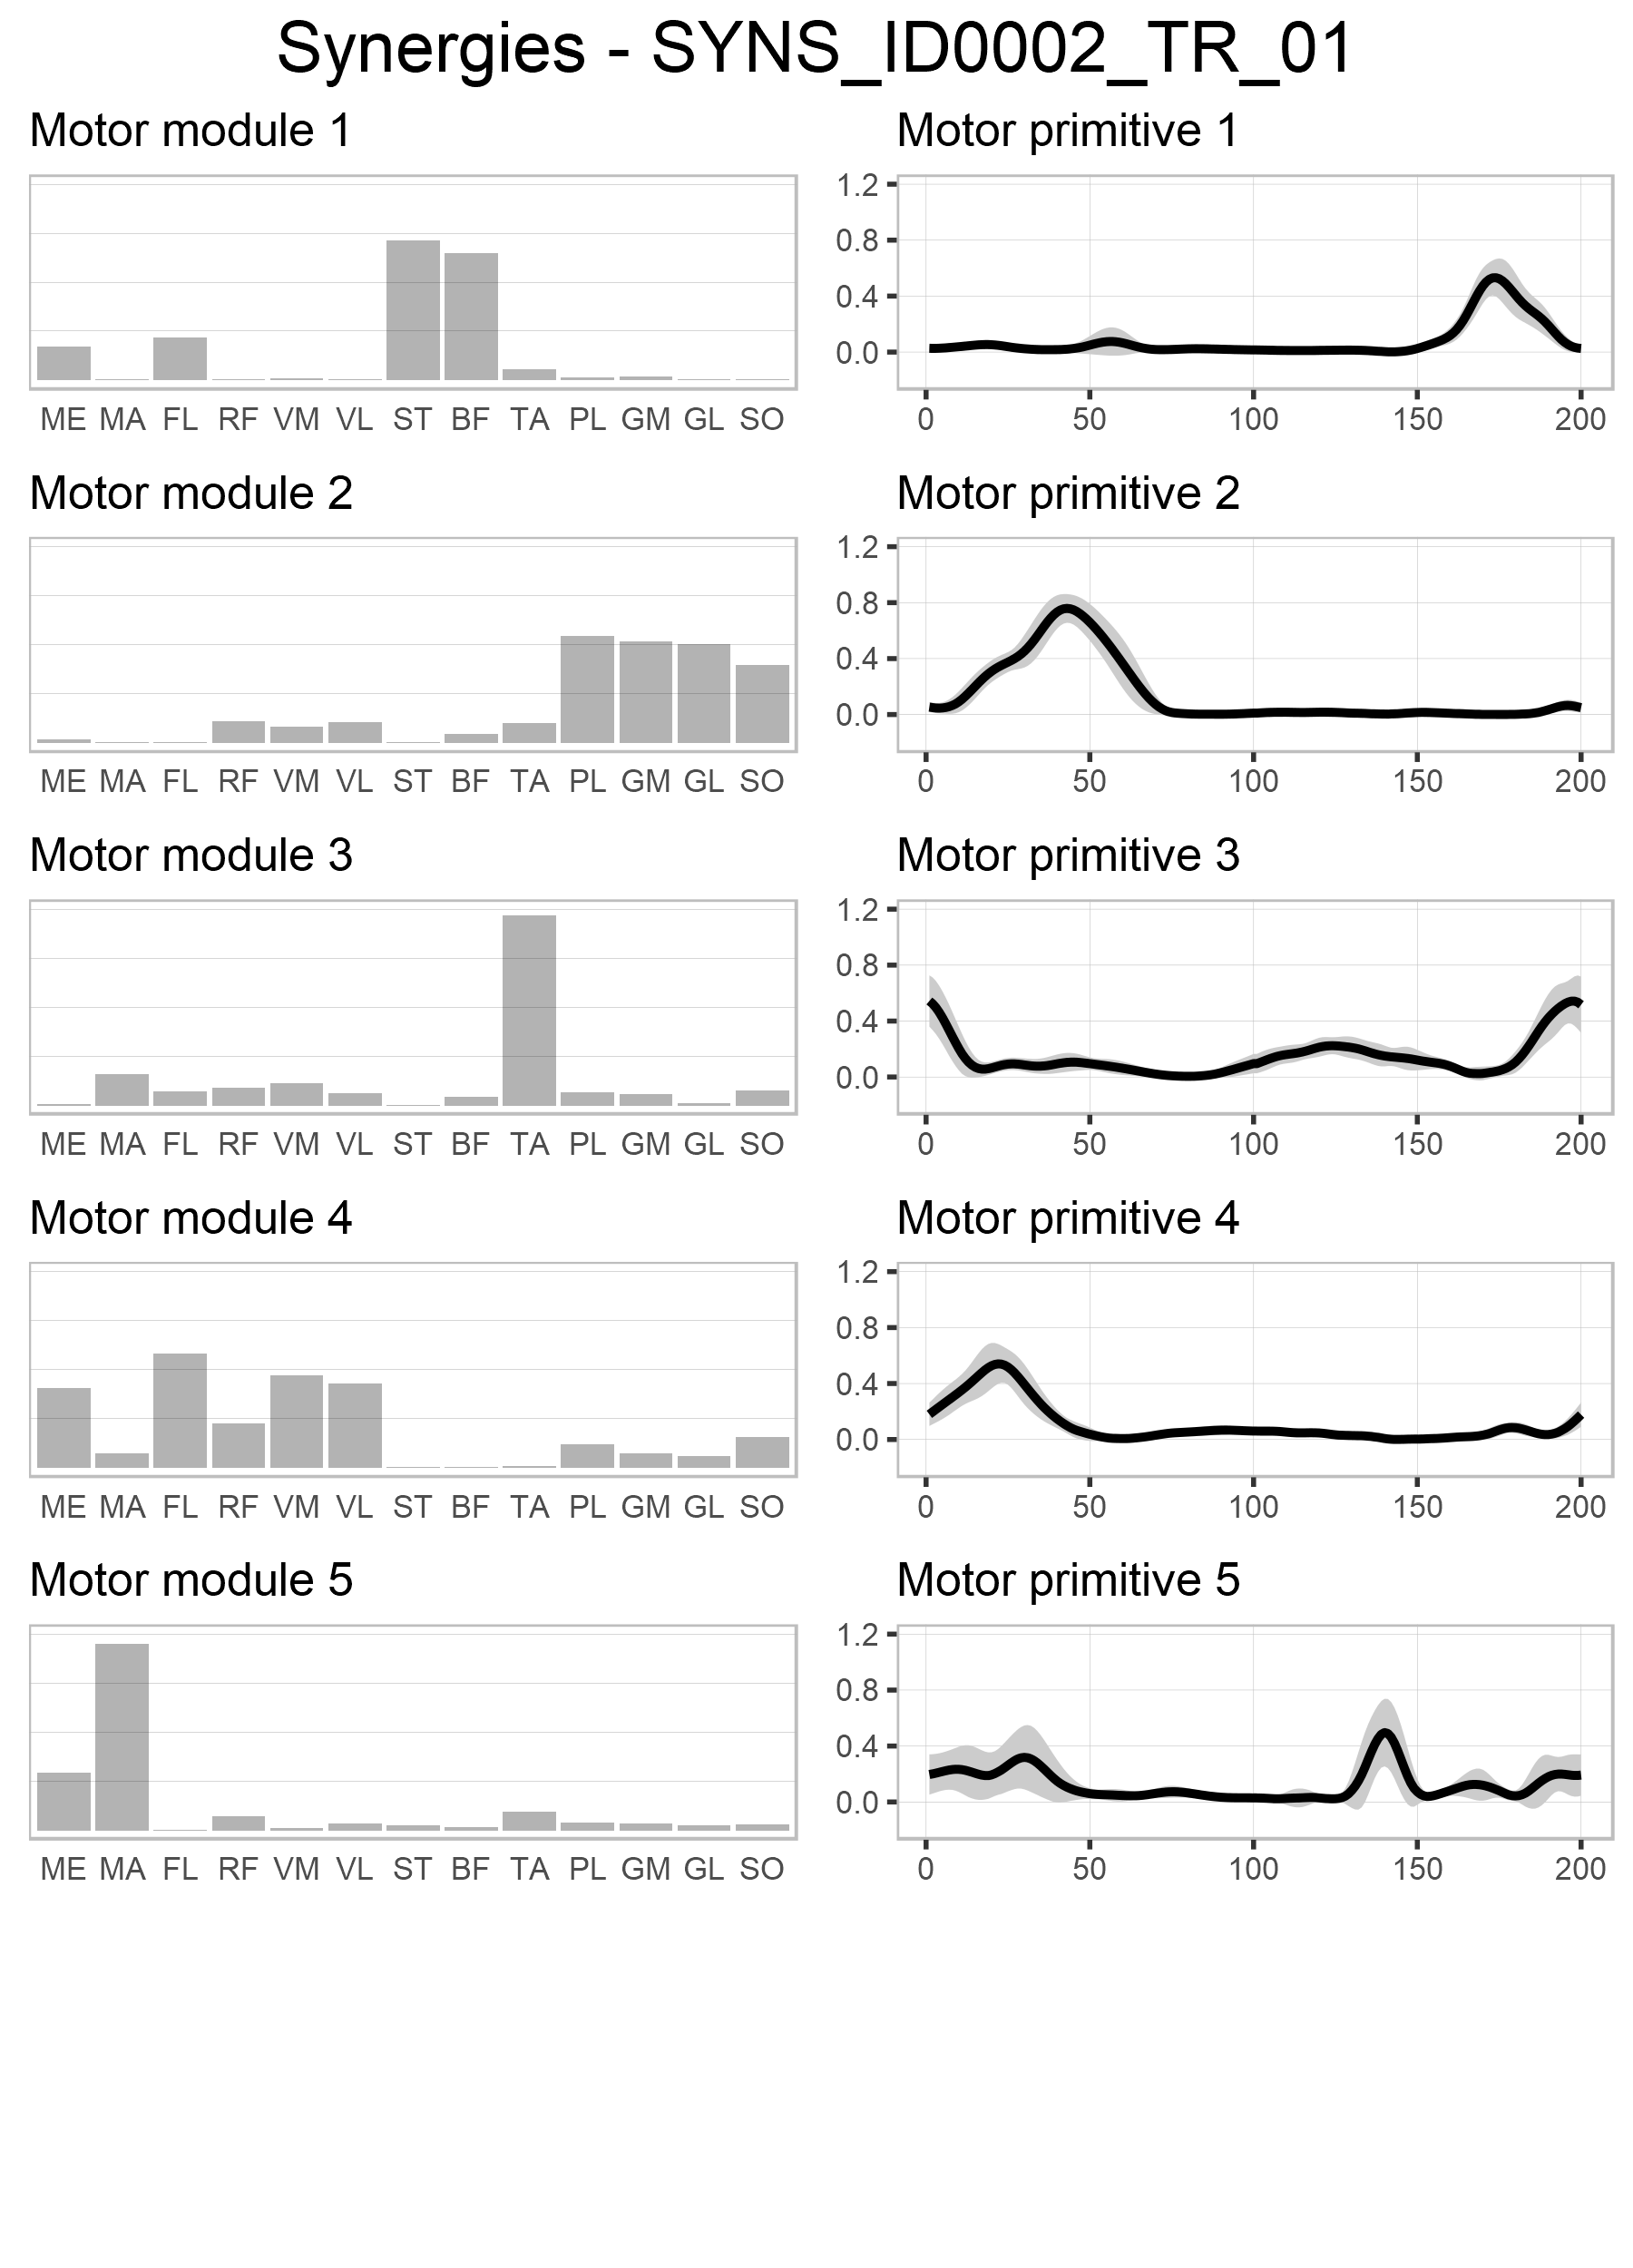 Synergies - SYNS_ID0002_TR_01
Motor module 1
Motor primitive 1
1.2
0.8
0.4
0.0
ME MA FL RF VM VL ST BF TA PL GM GL SO
0 50 100 150 200
Motor module 2
Motor primitive 2
1.2
0.8
0.4
0.0
ME MA FL RF VM VL ST BF TA PL GM GL SO
0 50 100 150 200
Motor module 3
Motor primitive 3
1.2
0.8
0.4
0.0
ME MA FL RF VM VL ST BF TA PL GM GL SO
0 50 100 150 200
Motor module 4
Motor primitive 4
1.2
0.8
0.4
0.0
ME MA FL RF VM VL ST BF TA PL GM GL SO
0 50 100 150 200
Motor module 5
Motor primitive 5
1.2
0.8
0.4
0.0
ME MA FL RF VM VL ST BF TA PL GM GL SO
0 50 100 150 200